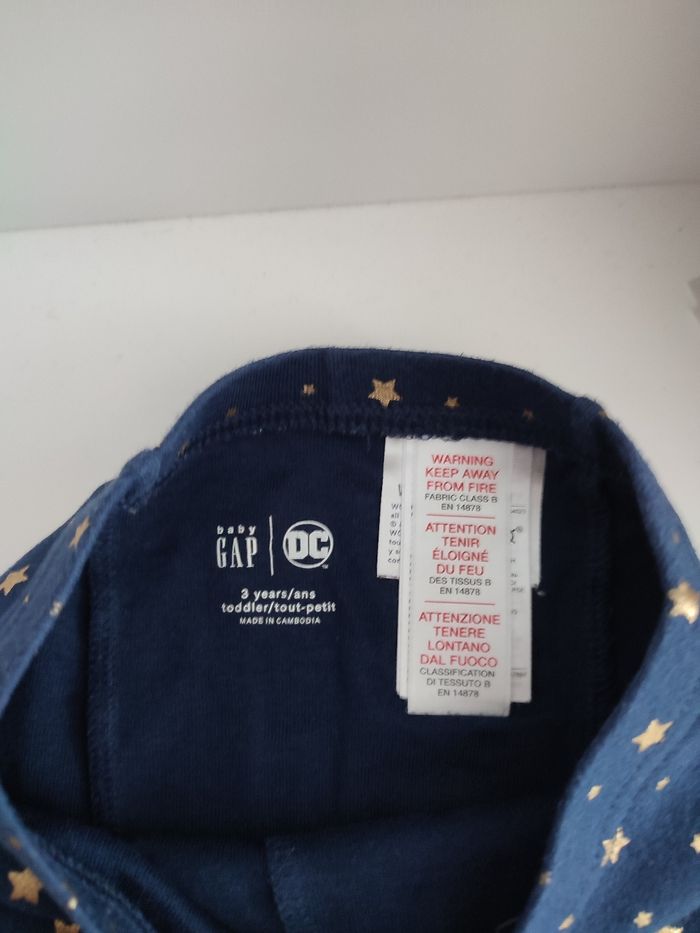 baby
GAP
DC
3 years/ans
toddler/tout-petit
MADE IN CAMBODIA
WARNING
KEEP AWAY
FROM FIRE
FABRIC CLASS B
EN 14878
ATTENTION
TENIR
ÉLOIGNÉ
DU FEU
DES TISSUS B
EN 14878
ATTENZIONE
TENERE
LONTANO
DAL FUOCO
CLASSIFICATION
DI TESSUTO B
EN 14878